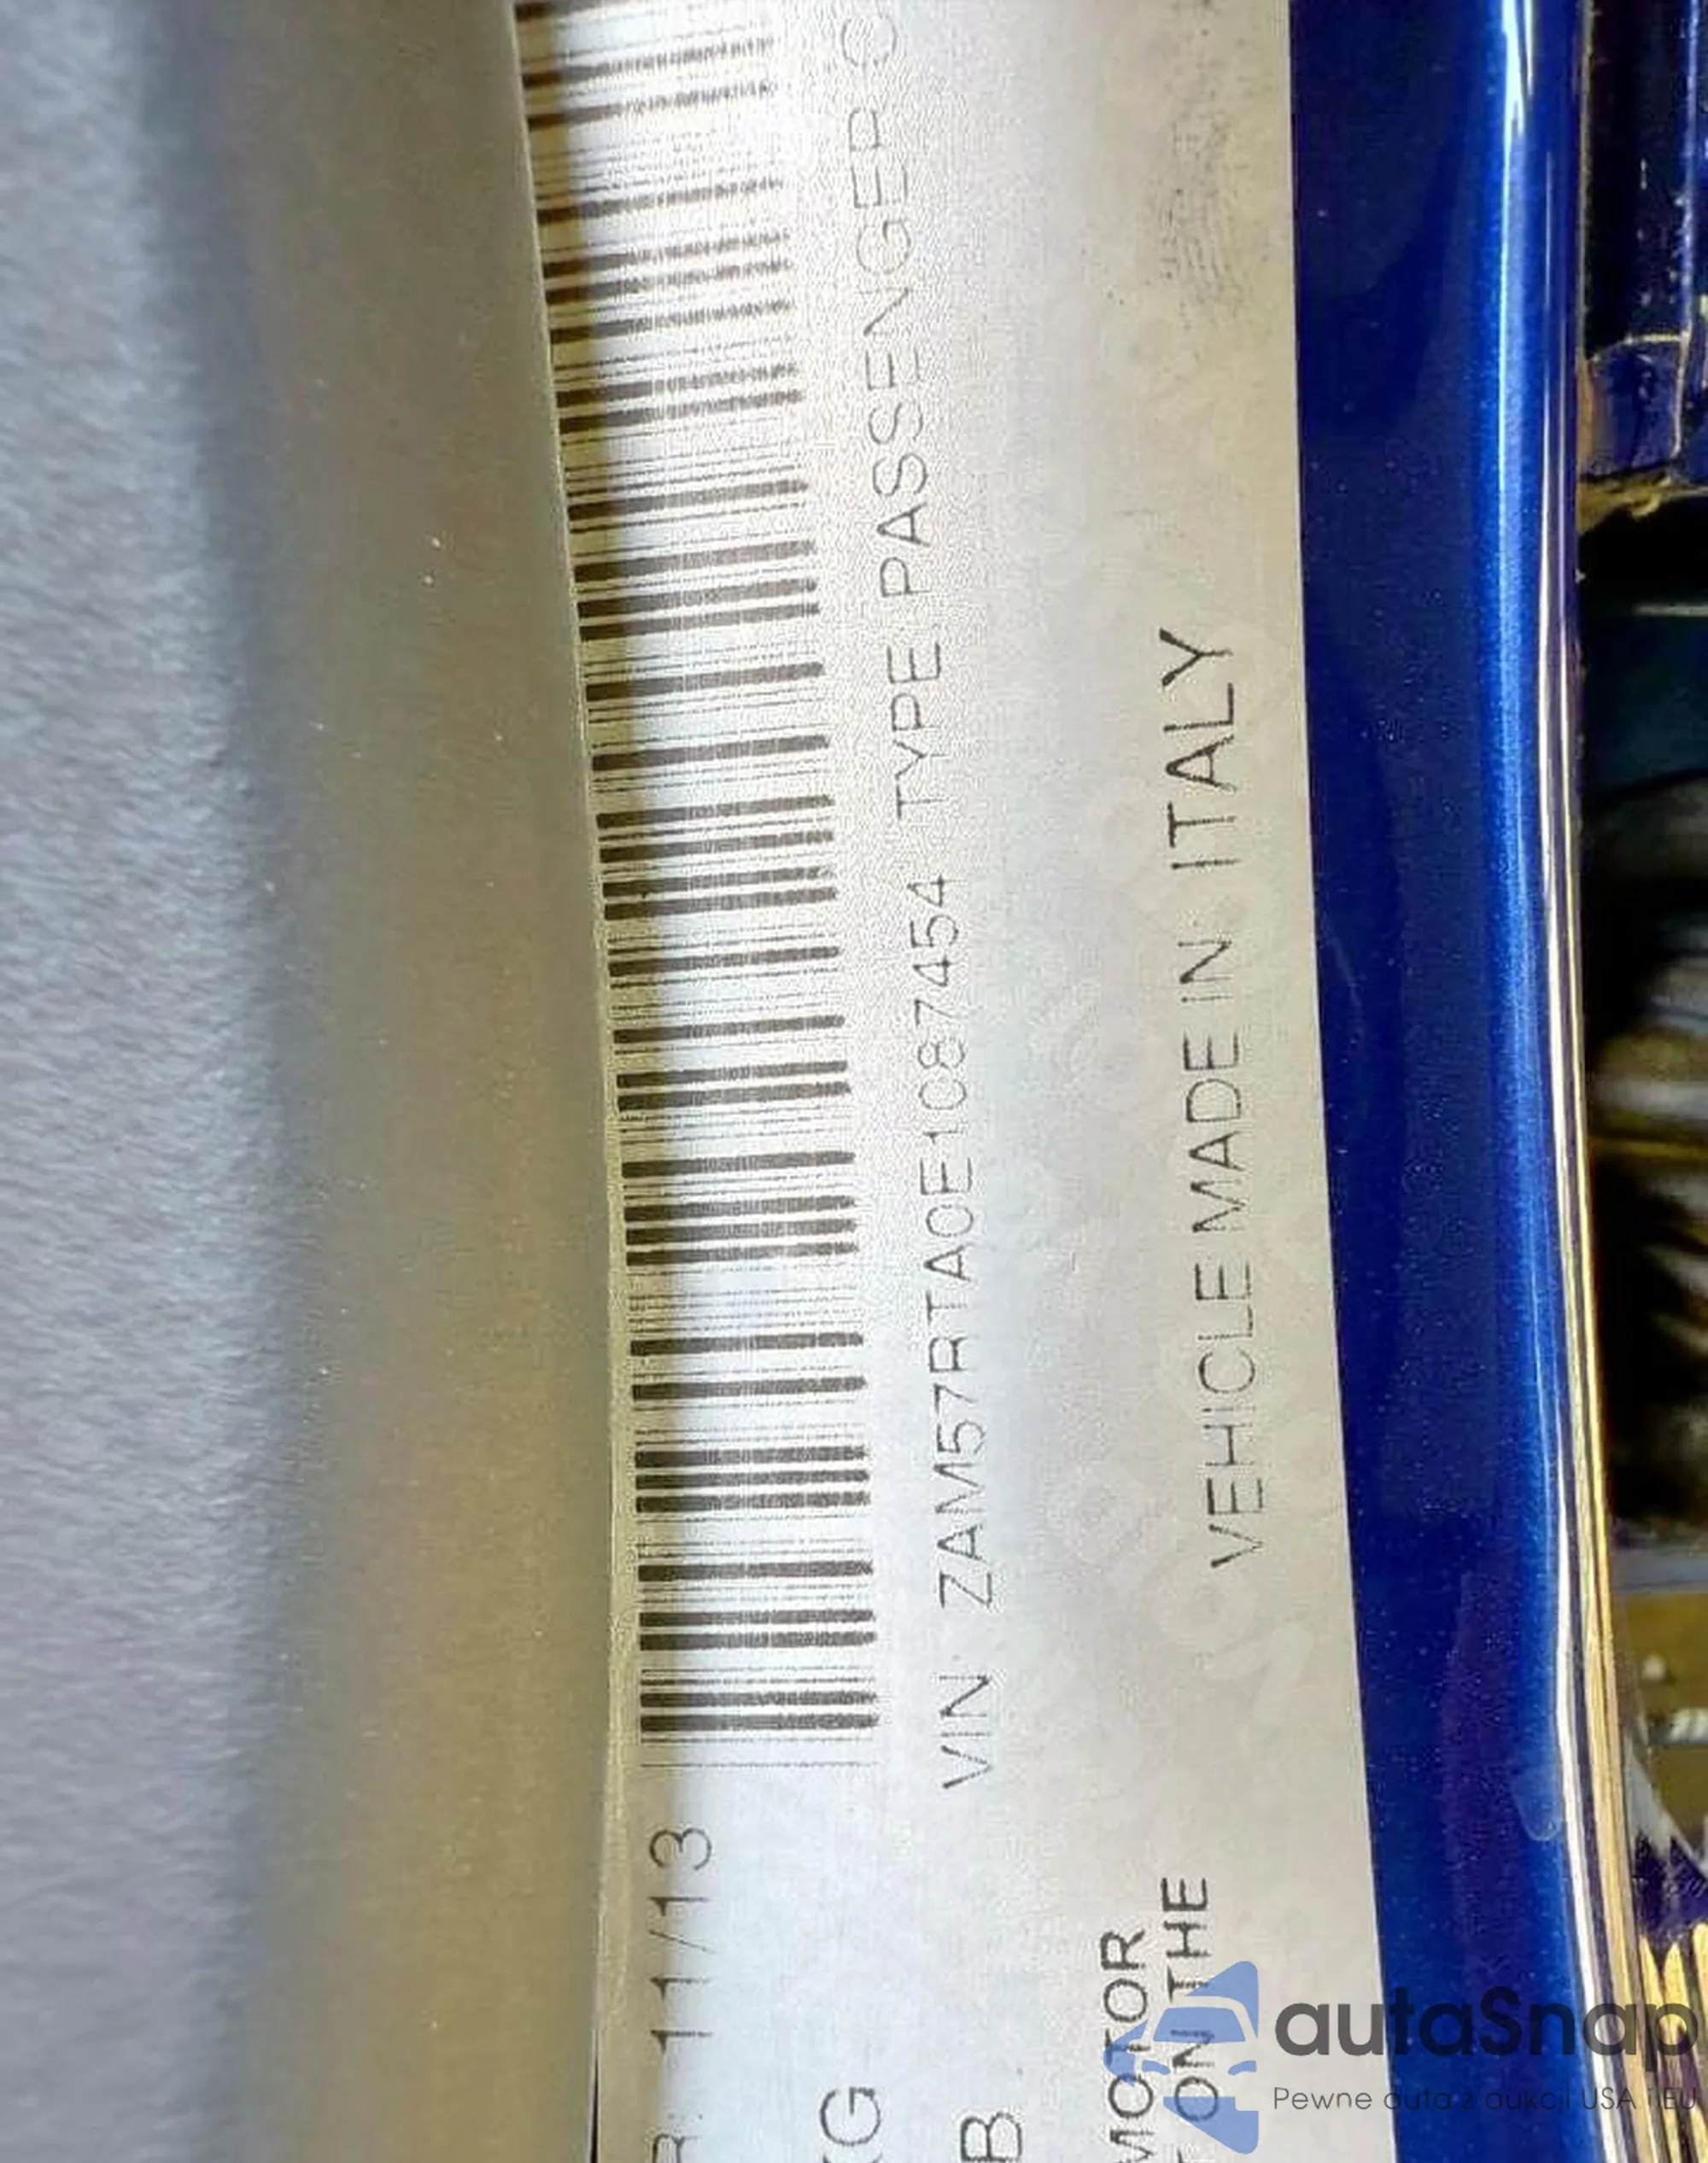 11/13
KG
VIN ZAM57RTA0E1087454 TYPE PASSENGER C
B
VEHICLE MADE IN ITALY
MOTOR
ON THE
autaSnap
Pewne auta z aukcji USA i EU